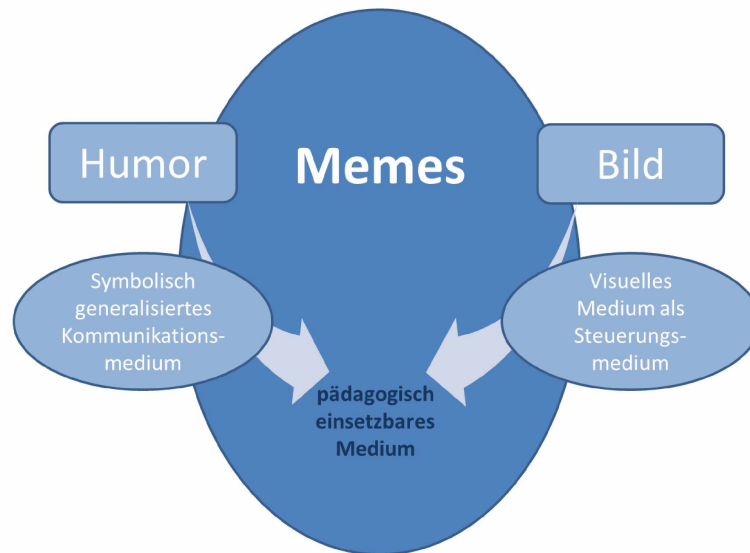 Humor
Memes
Bild
Symbolisch
generalisiertes
Kommunikations-
medium
Visuelles
Medium als
Steuerungs-
medium
pädagogisch
einsetzbares
Medium